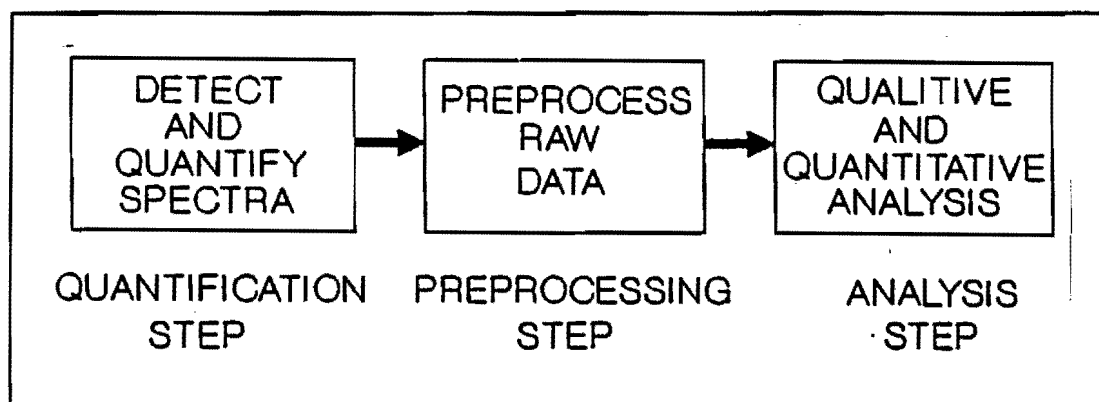 DETECT
AND
QUANTIFY
SPECTRA
PREPROCESS
RAW
DATA
QUALITIVE
AND
QUANTITATIVE
ANALYSIS
QUANTIFICATION
STEP
PREPROCESSING
STEP
ANALYSIS
STEP